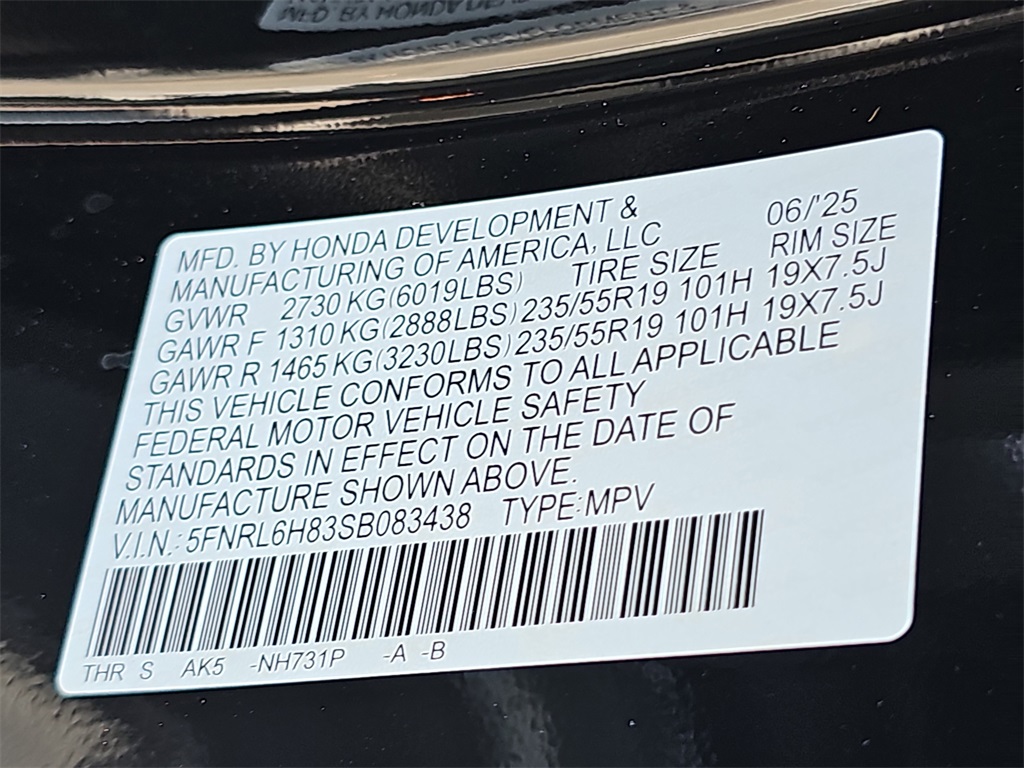 MFD. BY HONDA DEVELOPMENT & 06/'25
MANUFACTURING OF AMERICA, LLC RIM SIZE
GVWR 2730 KG(6019LBS) TIRE SIZE
GAWR F 1310 KG(2888LBS) 235/55R19 101H 19X7.5J
GAWR R 1465 KG(3230LBS) 235/55R19 101H 19X7.5J
THIS VEHICLE CONFORMS TO ALL APPLICABLE
FEDERAL MOTOR VEHICLE SAFETY
STANDARDS IN EFFECT ON THE DATE OF
MANUFACTURE SHOWN ABOVE.
V.I.N.: 5FNRL6H83SB083438 TYPE:MPV
THR S AK5 -NH731P -A -B